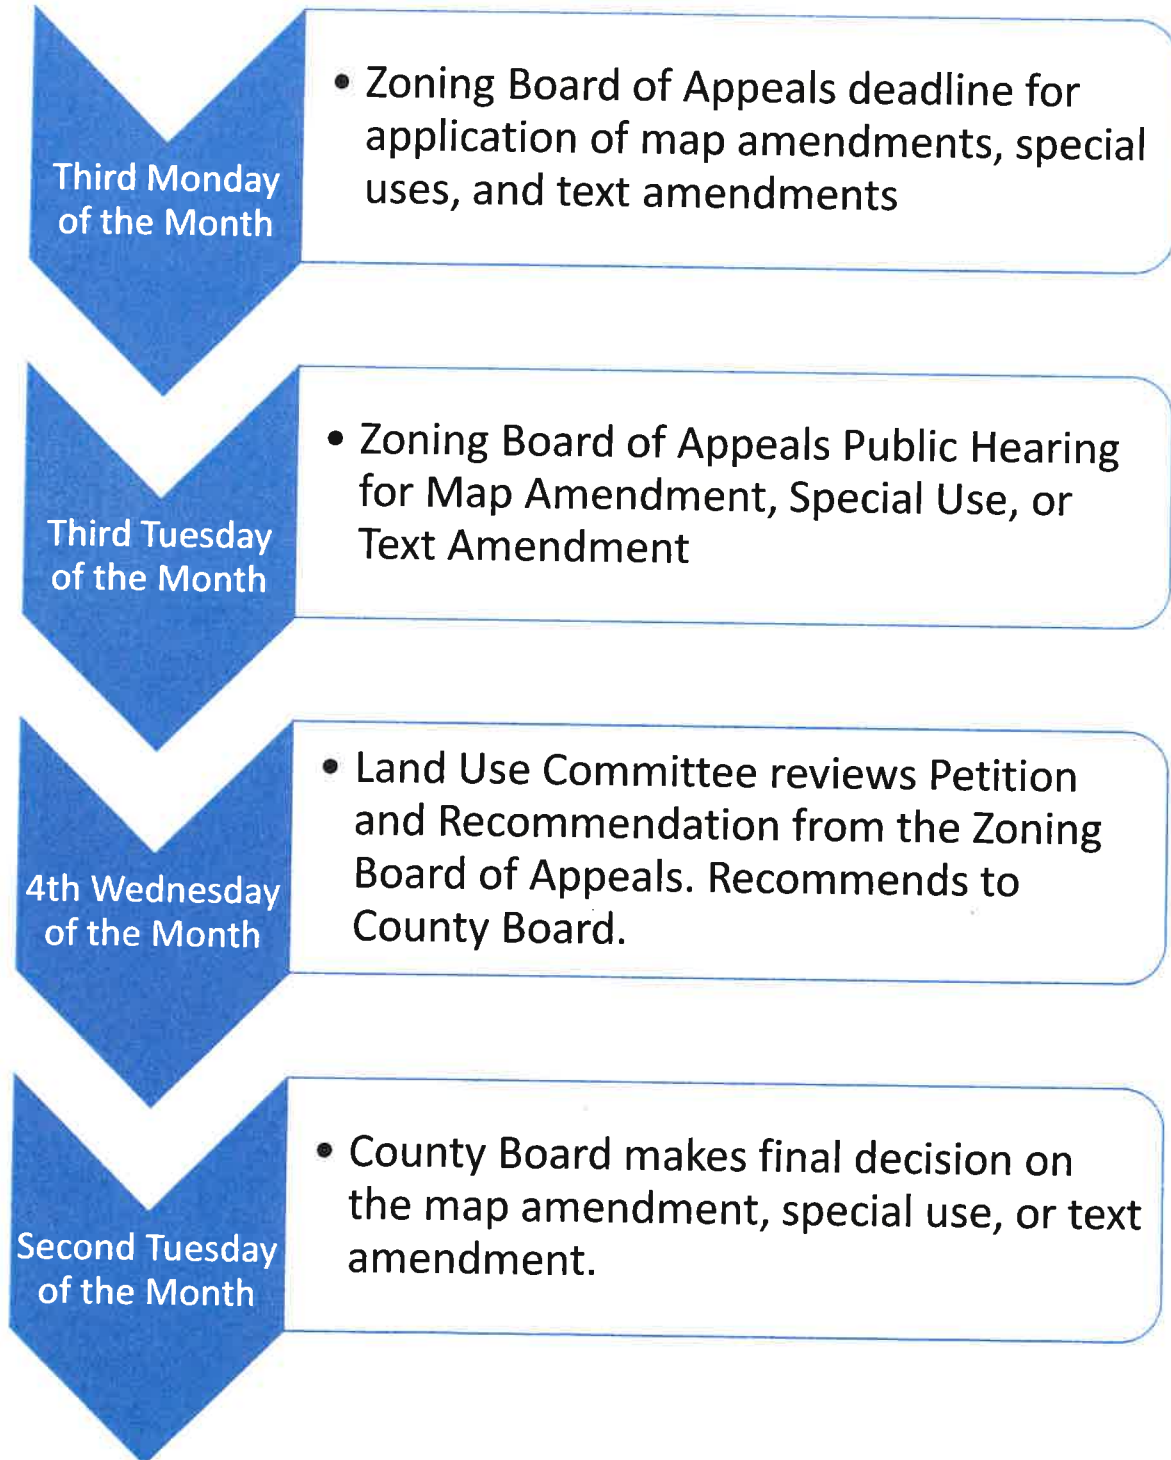 Third Monday
of the Month
• Zoning Board of Appeals deadline for
application of map amendments, special
uses, and text amendments
Third Tuesday
of the Month
• Zoning Board of Appeals Public Hearing
for Map Amendment, Special Use, or
Text Amendment
4th Wednesday
of the Month
• Land Use Committee reviews Petition
and Recommendation from the Zoning
Board of Appeals. Recommends to
County Board.
Second Tuesday
of the Month
• County Board makes final decision on
the map amendment, special use, or text
amendment.